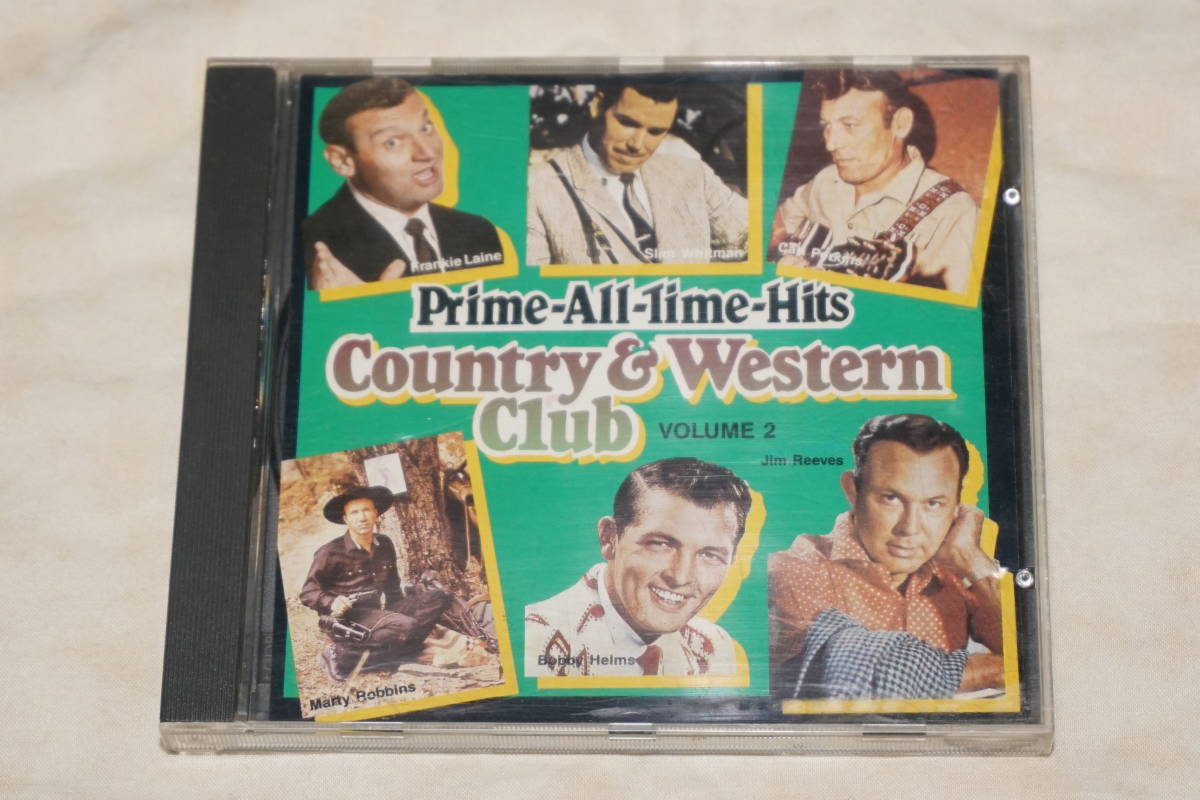 Frankie Laine
Slim Whitman
Carl Perkins
Prime-All-Time-Hits
Country & Western
Club
VOLUME 2
Jim Reeves
Marty Robbins
Bobby Helms